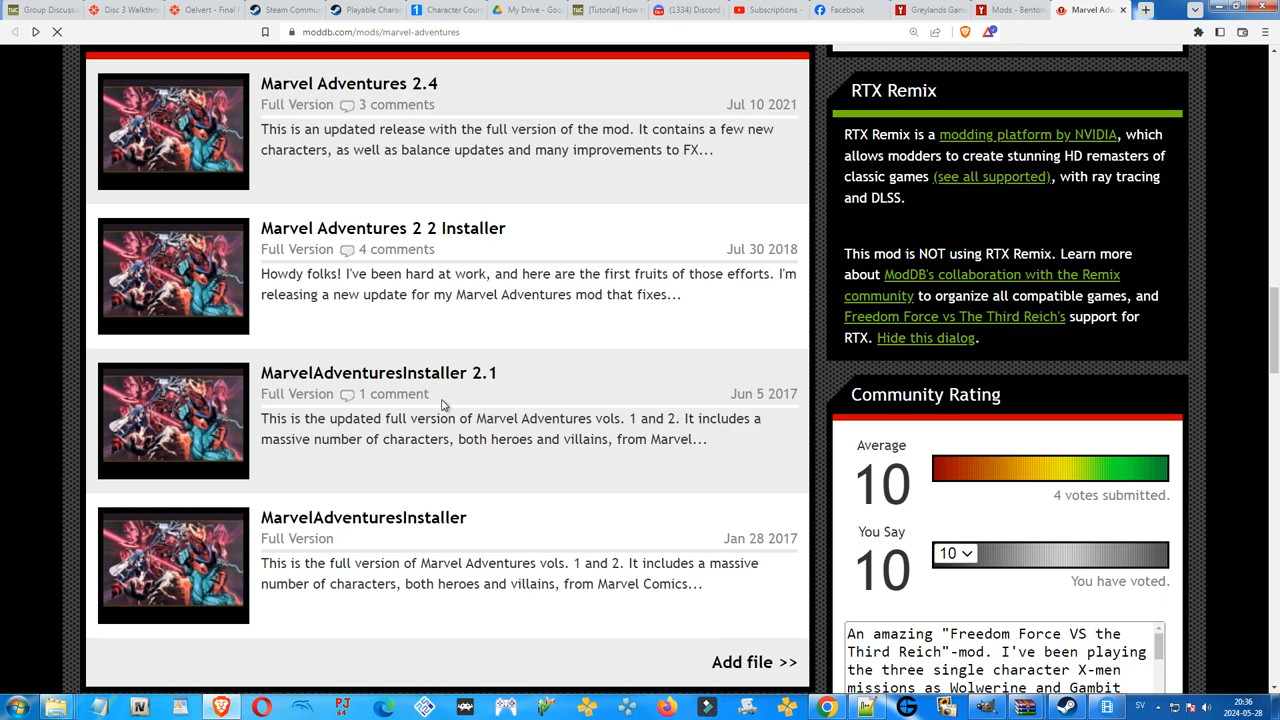 Group Discuss
Disc 3 Walkthr
Oelvert - Final
Steam Commu
Playable Charac
Character Coun
My Drive - Goo
[Tutorial] How t
(1334) Discord
Subscriptions -
Facebook
Greylands Gam
Mods - Benton
Marvel Adv
moddb.com/mods/marvel-adventures
Marvel Adventures 2.4
Full Version 3 comments Jul 10 2021
This is an updated release with the full version of the mod. It contains a few new
characters, as well as balance updates and many improvements to FX...
Marvel Adventures 2 2 Installer
Full Version 4 comments Jul 30 2018
Howdy folks! I've been hard at work, and here are the first fruits of those efforts. I'm
releasing a new update for my Marvel Adventures mod that fixes...
MarvelAdventuresInstaller 2.1
Full Version 1 comment Jun 5 2017
This is the updated full version of Marvel Adventures vols. 1 and 2. It includes a
massive number of characters, both heroes and villains, from Marvel...
MarvelAdventuresInstaller
Full Version Jan 28 2017
This is the full version of Marvel Adventures vols. 1 and 2. It includes a massive
number of characters, both heroes and villains, from Marvel Comics...
Add file >>
RTX Remix
RTX Remix is a modding platform by NVIDIA, which
allows modders to create stunning HD remasters of
classic games (see all supported), with ray tracing
and DLSS.
This mod is NOT using RTX Remix. Learn more
about ModDB's collaboration with the Remix
community to organize all compatible games, and
Freedom Force vs The Third Reich's support for
RTX. Hide this dialog.
Community Rating
Average
10
4 votes submitted.
You Say
10
10
You have voted.
An amazing "Freedom Force VS the
Third Reich"-mod. I've been playing
the three single character X-men
missions as Wolwerine and Gambit
SV
20:36
2024-05-28